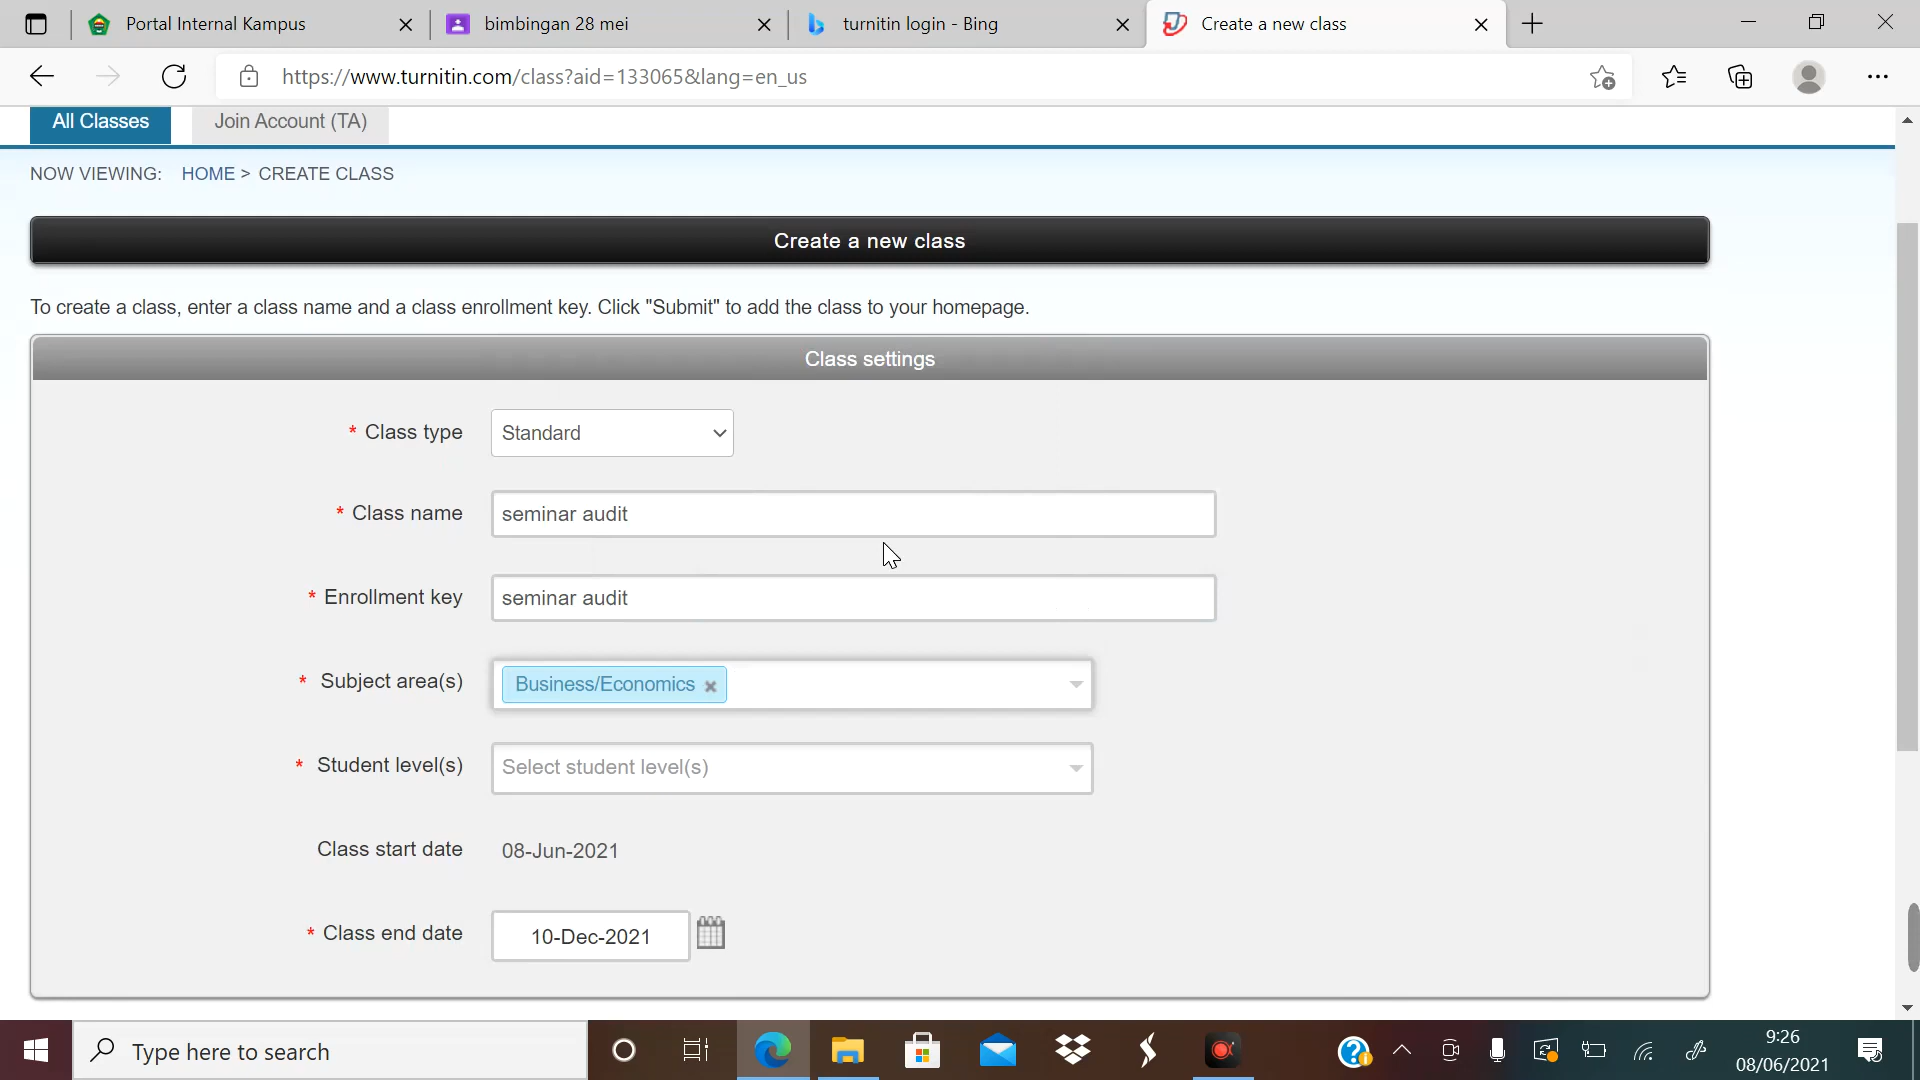 Portal Internal Kampus
bimbingan 28 mei
turnitin login - Bing
Create a new class
https://www.turnitin.com/class?aid=133065&lang=en_us
All Classes
Join Account (TA)
NOW VIEWING: HOME > CREATE CLASS
Create a new class
To create a class, enter a class name and a class enrollment key. Click "Submit" to add the class to your homepage.
Class settings
* Class type
Standard
* Class name
seminar audit
* Enrollment key
seminar audit
* Subject area(s)
Business/Economics
* Student level(s)
Select student level(s)
Class start date
08-Jun-2021
* Class end date
10-Dec-2021
Type here to search
9:26
08/06/2021